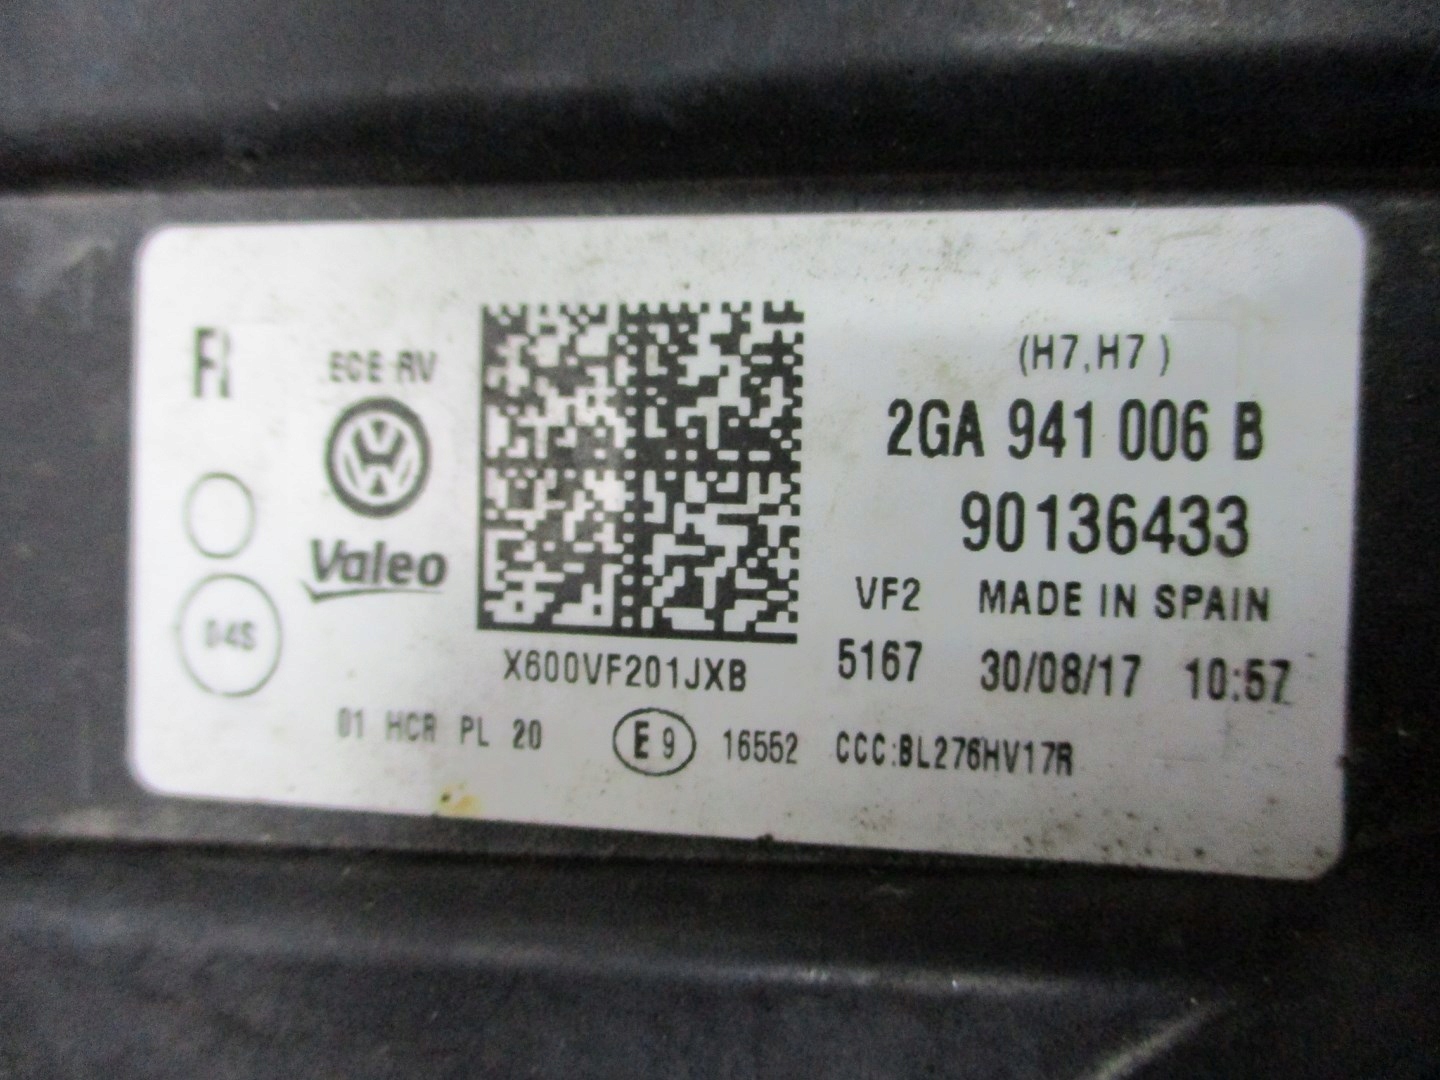 ECE RV
Valeo
04S
X600VF201JXB
(H7,H7 )
2GA 941 006 B
90136433
VF2 MADE IN SPAIN
5167 30/08/17 10:57
01 HCR PL 20 E9 16552 CCC:BL276HV17R